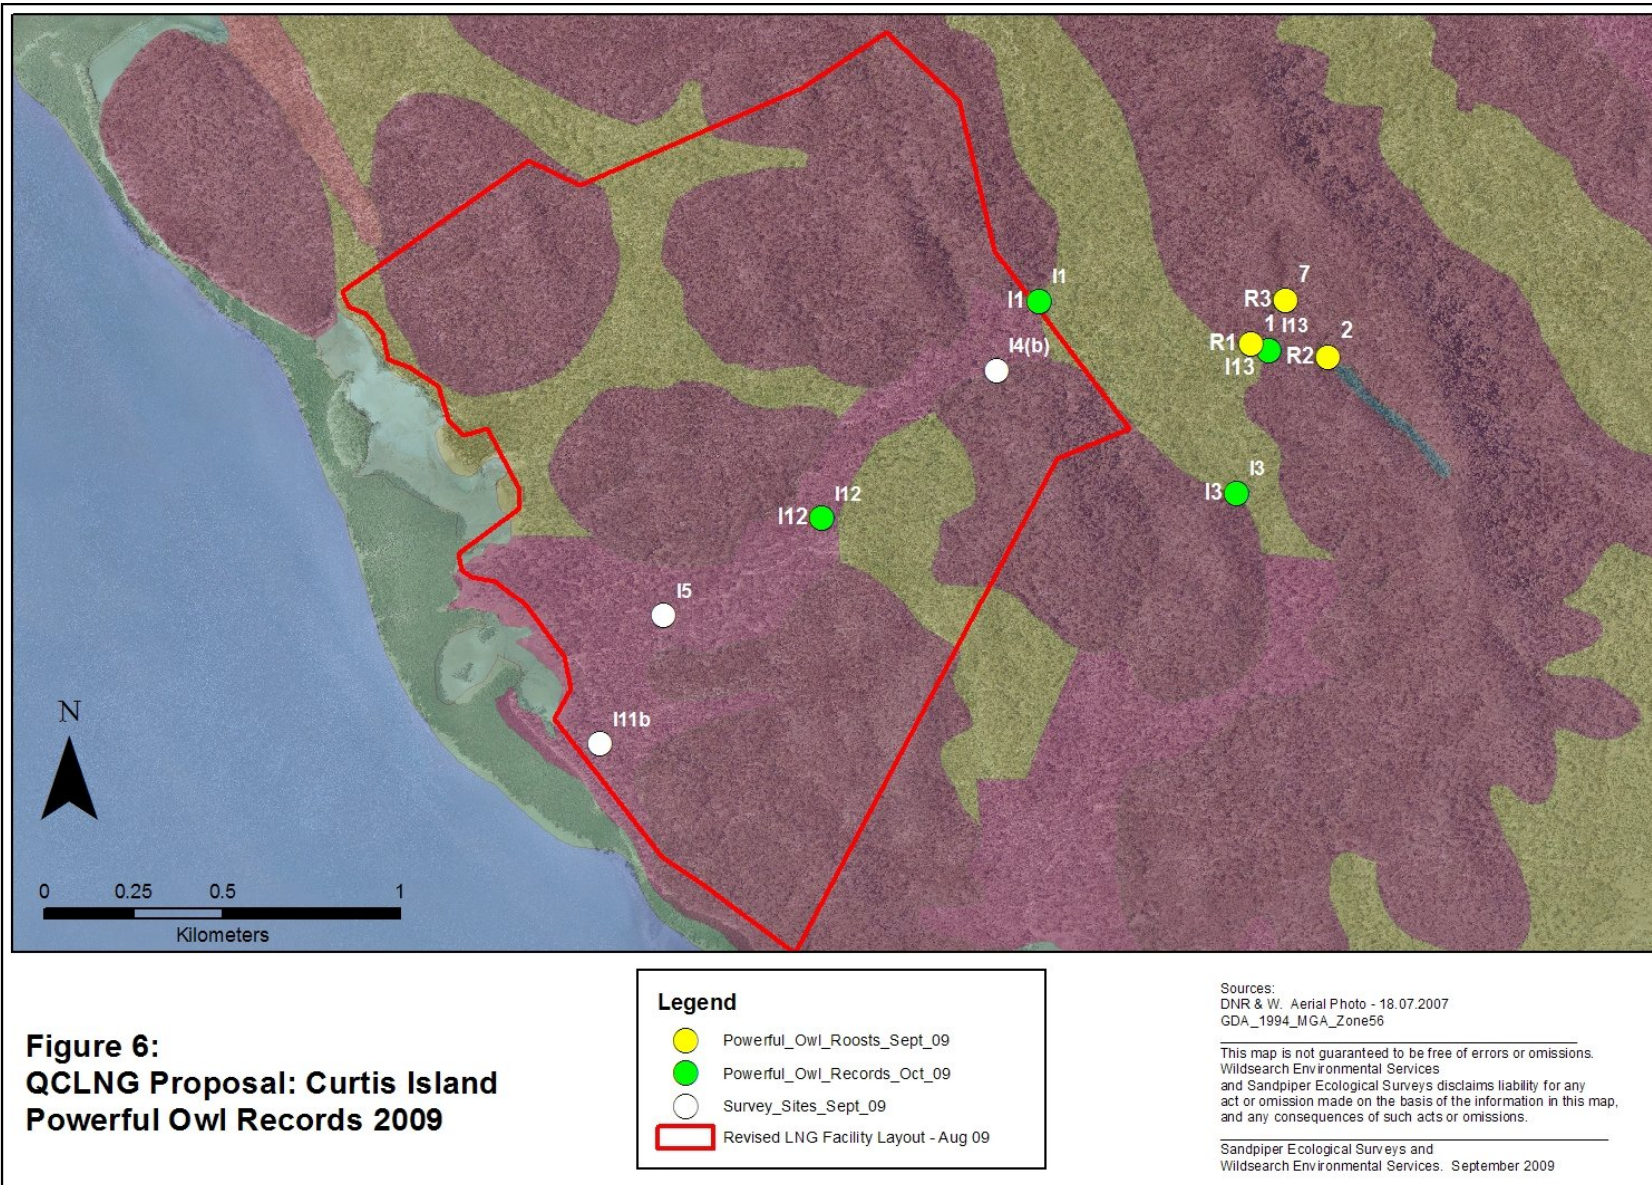 I1
I1
I4(b)
7
R3
1
I13
R1
I13
R2
2
I3
I3
I12
I12
I5
I11b
N
0 0.25 0.5 1
Kilometers
Figure 6:
QCLNG Proposal: Curtis Island
Powerful Owl Records 2009
Legend
Powerful_Owl_Roosts_Sept_09
Powerful_Owl_Records_Oct_09
Survey_Sites_Sept_09
Revised LNG Facility Layout - Aug 09
Sources:
DNR & W. Aerial Photo - 18.07.2007
GDA_1994_MGA_Zone56
This map is not guaranteed to be free of errors or omissions.
Wildsearch Environmental Services
and Sandpiper Ecological Surveys disclaims liability for any
act or omission made on the basis of the information in this map,
and any consequences of such acts or omissions.
Sandpiper Ecological Surveys and
Wildsearch Environmental Services. September 2009